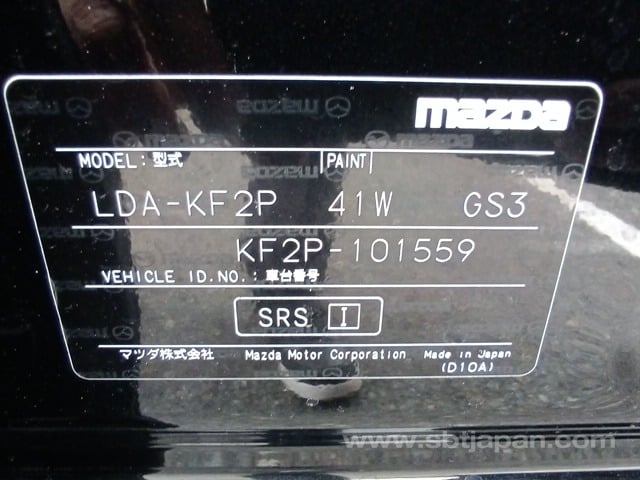 mazda
MODEL: 型式 PAINT
LDA-KF2P 41W GS3
KF2P-101559
VEHICLE ID.NO.: 車台番号
SRS I
マツダ株式会社 Mazda Motor Corporation Made in Japan
(D10A)
www.sbtjapan.com